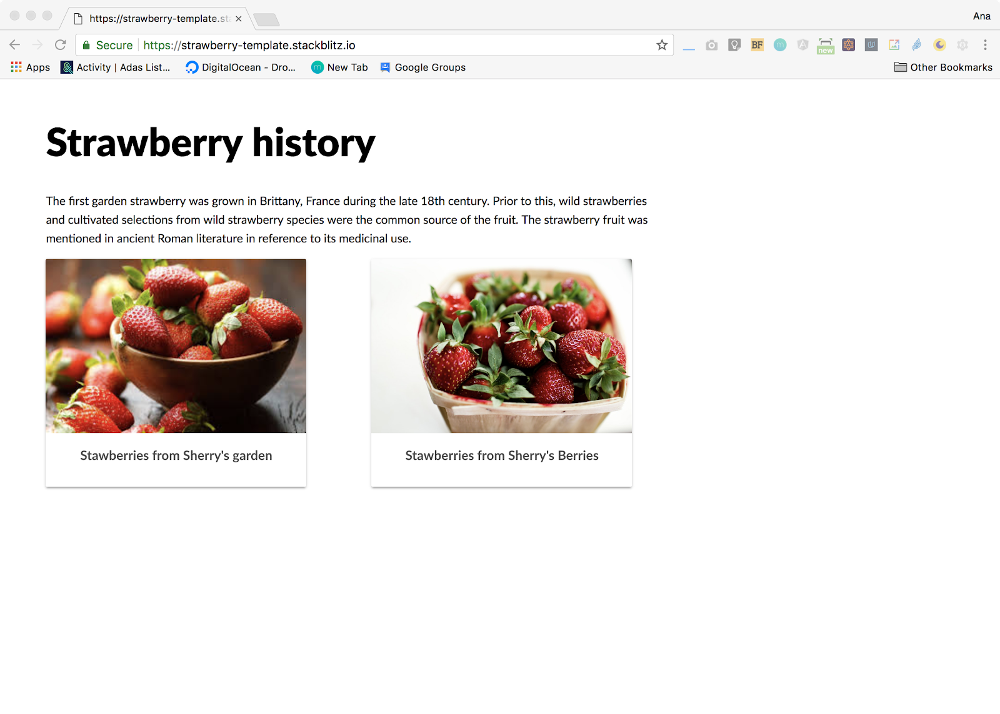 https://strawberry-template.sta
Ana
Secure https://strawberry-template.stackblitz.io
BF
m
new
Apps Activity | Adas List... DigitalOcean - Dro... m New Tab Google Groups Other Bookmarks
Strawberry history
The first garden strawberry was grown in Brittany, France during the late 18th century. Prior to this, wild strawberries
and cultivated selections from wild strawberry species were the common source of the fruit. The strawberry fruit was
mentioned in ancient Roman literature in reference to its medicinal use.
Stawberries from Sherry's garden
Stawberries from Sherry's Berries